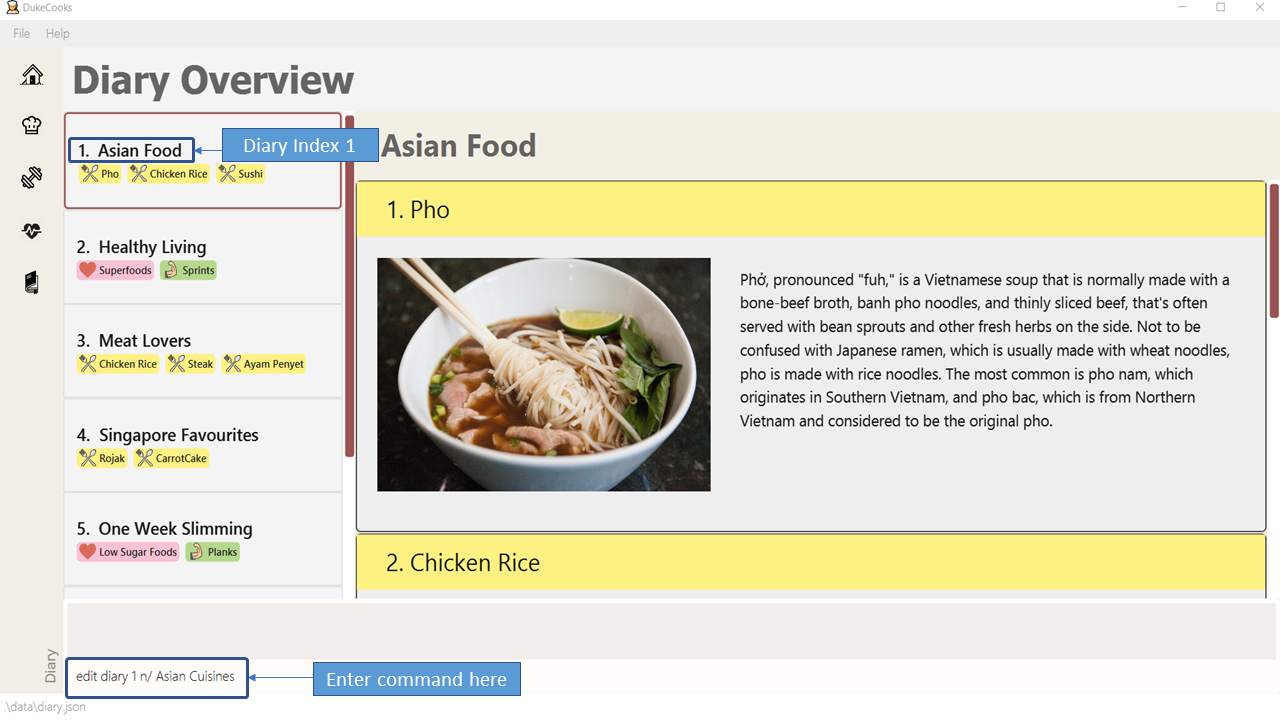 DukeCooks
File Help
Diary Overview
1. Asian Food
Diary Index 1
Pho Chicken Rice Sushi
2. Healthy Living
Superfoods Sprints
3. Meat Lovers
Chicken Rice Steak Ayam Penyet
4. Singapore Favourites
Rojak CarrotCake
5. One Week Slimming
Low Sugar Foods Planks
Asian Food
1. Pho
Phở, pronounced "fuh," is a Vietnamese soup that is normally made with a
bone-beef broth, banh pho noodles, and thinly sliced beef, that's often
served with bean sprouts and other fresh herbs on the side. Not to be
confused with Japanese ramen, which is usually made with wheat noodles,
pho is made with rice noodles. The most common is pho nam, which
originates in Southern Vietnam, and pho bac, which is from Northern
Vietnam and considered to be the original pho.
2. Chicken Rice
Diary
edit diary 1 n/ Asian Cuisines
Enter command here
.\data\diary.json